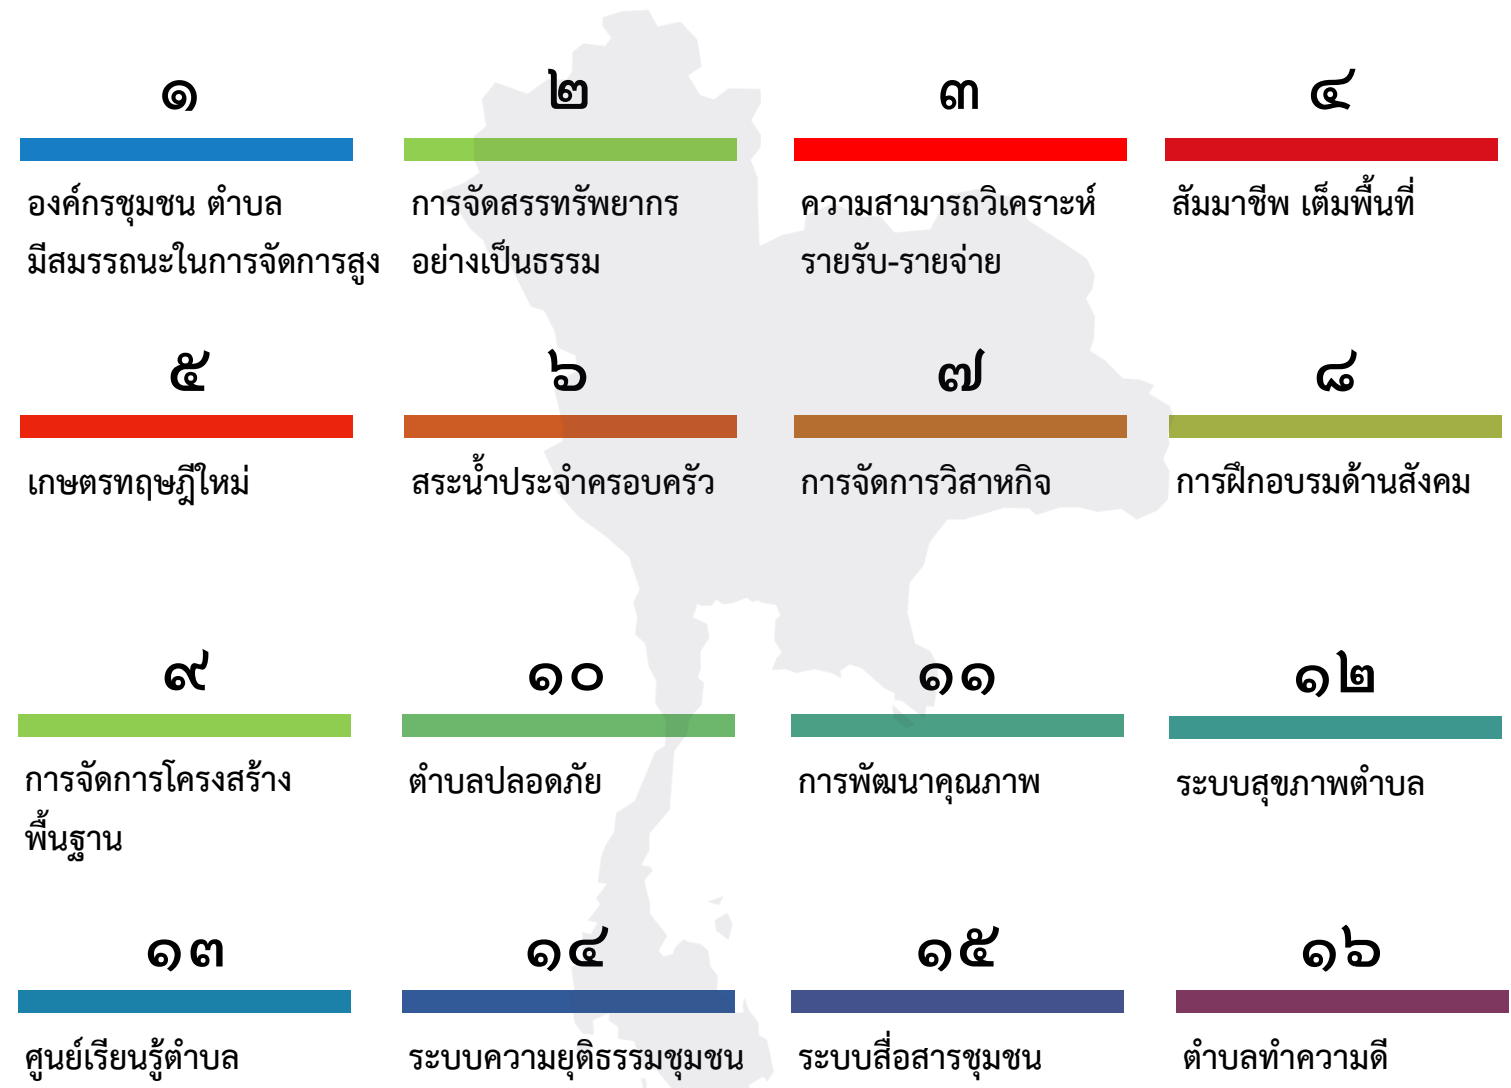 ๑
องค์กรชุมชน ตำบล
มีสมรรถนะในการจัดการสูง
๒
การจัดสรรทรัพยากร
อย่างเป็นธรรม
๓
ความสามารถวิเคราะห์
รายรับ-รายจ่าย
๔
สัมมาชีพ เต็มพื้นที่
๕
เกษตรทฤษฎีใหม่
๖
สระน้ำประจำครอบครัว
๗
การจัดการวิสาหกิจ
๘
การฝึกอบรมด้านสังคม
๙
การจัดการโครงสร้าง
พื้นฐาน
๑๐
ตำบลปลอดภัย
๑๑
การพัฒนาคุณภาพ
๑๒
ระบบสุขภาพตำบล
๑๓
ศูนย์เรียนรู้ตำบล
๑๔
ระบบความยุติธรรมชุมชน
๑๕
ระบบสื่อสารชุมชน
๑๖
ตำบลทำความดี